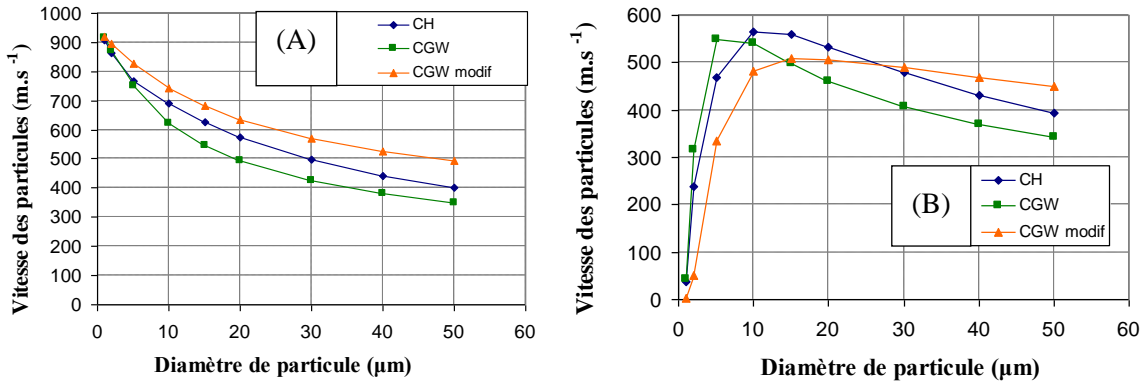 Vitesse des particules (m.s -1)
1000
900
800
700
600
500
400
300
200
100
0
(A)
CH
CGW
CGW modif
0 10 20 30 40 50 60
Diamètre de particule (µm)
Vitesse des particules (m.s -1)
600
500
400
300
200
100
0
(B)
CH
CGW
CGW modif
0 10 20 30 40 50 60
Diamètre de particule (µm)